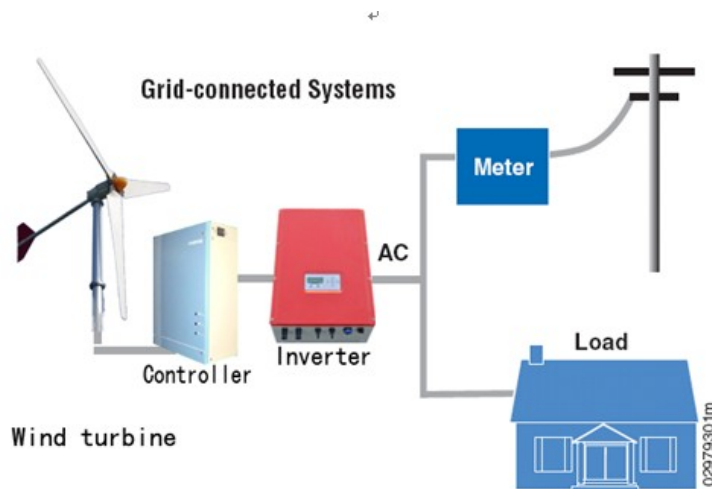 Grid-connected Systems
Meter
AC
Load
Inverter
Controller
Wind turbine
02979301m